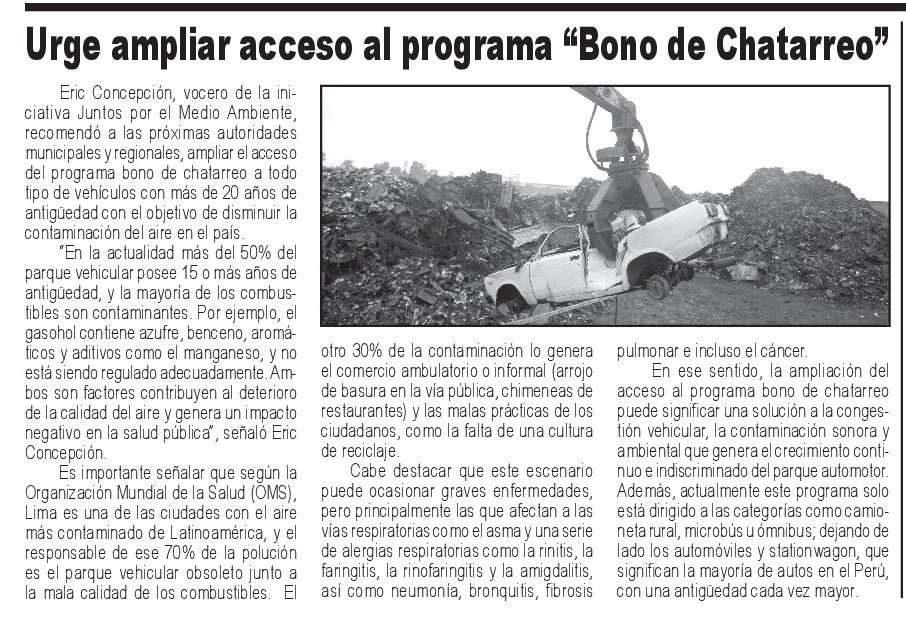 Urge ampliar acceso al programa “Bono de Chatarreo”
Eric Concepción, vocero de la ini-
ciativa Juntos por el Medio Ambiente,
recomendó a las próximas autoridades
municipales y regionales, ampliar el acceso
del programa bono de chatarreo a todo
tipo de vehículos con más de 20 años de
antigüedad con el objetivo de disminuir la
contaminación del aire en el país.
“En la actualidad más del 50% del
parque vehicular posee 15 o más años de
antigüedad, y la mayoría de los combus-
tibles son contaminantes. Por ejemplo, el
gasohol contiene azufre, benceno, aromá-
ticos y aditivos como el manganeso, y no
está siendo regulado adecuadamente. Am-
bos son factores contribuyen al deterioro
de la calidad del aire y genera un impacto
negativo en la salud pública”, señaló Eric
Concepción.
Es importante señalar que según la
Organización Mundial de la Salud (OMS),
Lima es una de las ciudades con el aire
más contaminado de Latinoamérica, y el
responsable de ese 70% de la polución
es el parque vehicular obsoleto junto a
la mala calidad de los combustibles. El
otro 30% de la contaminación lo genera
el comercio ambulatorio o informal (arrojo
de basura en la vía pública, chimeneas de
restaurantes) y las malas prácticas de los
ciudadanos, como la falta de una cultura
de reciclaje.
Cabe destacar que este escenario
puede ocasionar graves enfermedades,
pero principalmente las que afectan a las
vías respiratorias como el asma y una serie
de alergias respiratorias como la rinitis, la
faringitis, la rinofaringitis y la amigdalitis,
así como neumonía, bronquitis, fibrosis
pulmonar e incluso el cáncer.
En ese sentido, la ampliación del
acceso al programa bono de chatarreo
puede significar una solución a la conges-
tión vehicular, la contaminación sonora y
ambiental que genera el crecimiento conti-
nuo e indiscriminado del parque automotor.
Además, actualmente este programa solo
está dirigido a las categorías como camio-
neta rural, microbús u ómnibus; dejando de
lado los automóviles y stationwagon, que
significan la mayoría de autos en el Perú,
con una antigüedad cada vez mayor.